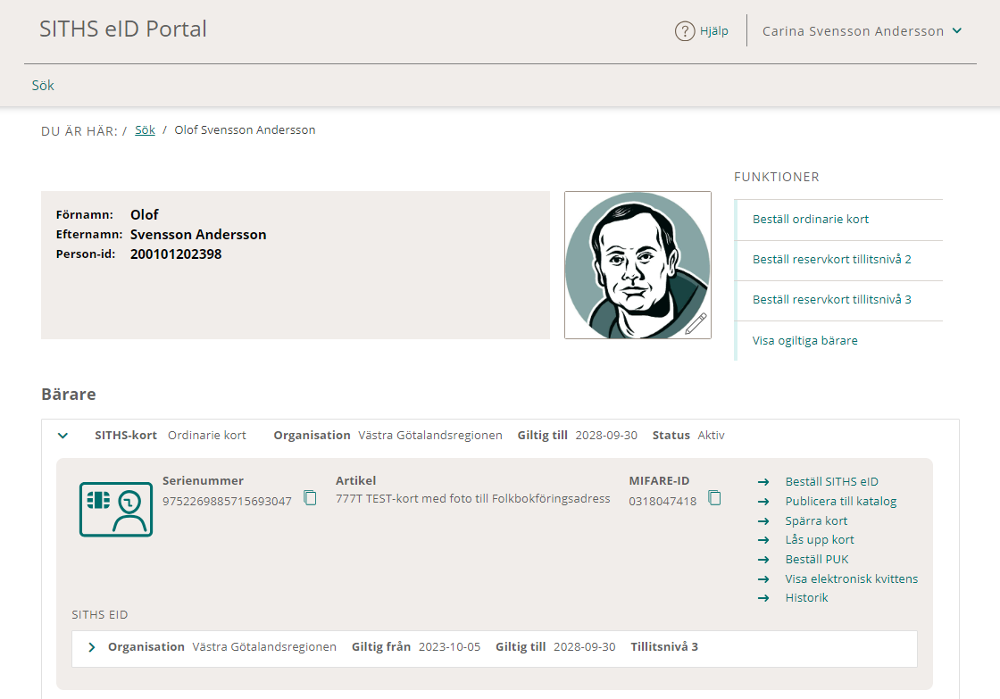 SITHS eID Portal
? Hjälp
Carina Svensson Andersson
Sök
DU ÄR HÄR: / Sök / Olof Svensson Andersson
Förnamn: Olof
Efternamn: Svensson Andersson
Person-id: 200101202398
FUNKTIONER
Beställ ordinarie kort
Beställ reservkort tillitsnivå 2
Beställ reservkort tillitsnivå 3
Visa ogiltiga bärare
Bärare
SITHS-kort Ordinarie kort Organisation Västra Götalandsregionen Giltig till 2028-09-30 Status Aktiv
Serienummer
9752269885715693047
Artikel
777T TEST-kort med foto till Folkbokföringsadress
MIFARE-ID
0318047418
Beställ SITHS eID
Publicera till katalog
Spärra kort
Lås upp kort
Beställ PUK
Visa elektronisk kvittens
Historik
SITHS EID
Organisation Västra Götalandsregionen Giltig från 2023-10-05 Giltig till 2028-09-30 Tillitsnivå 3